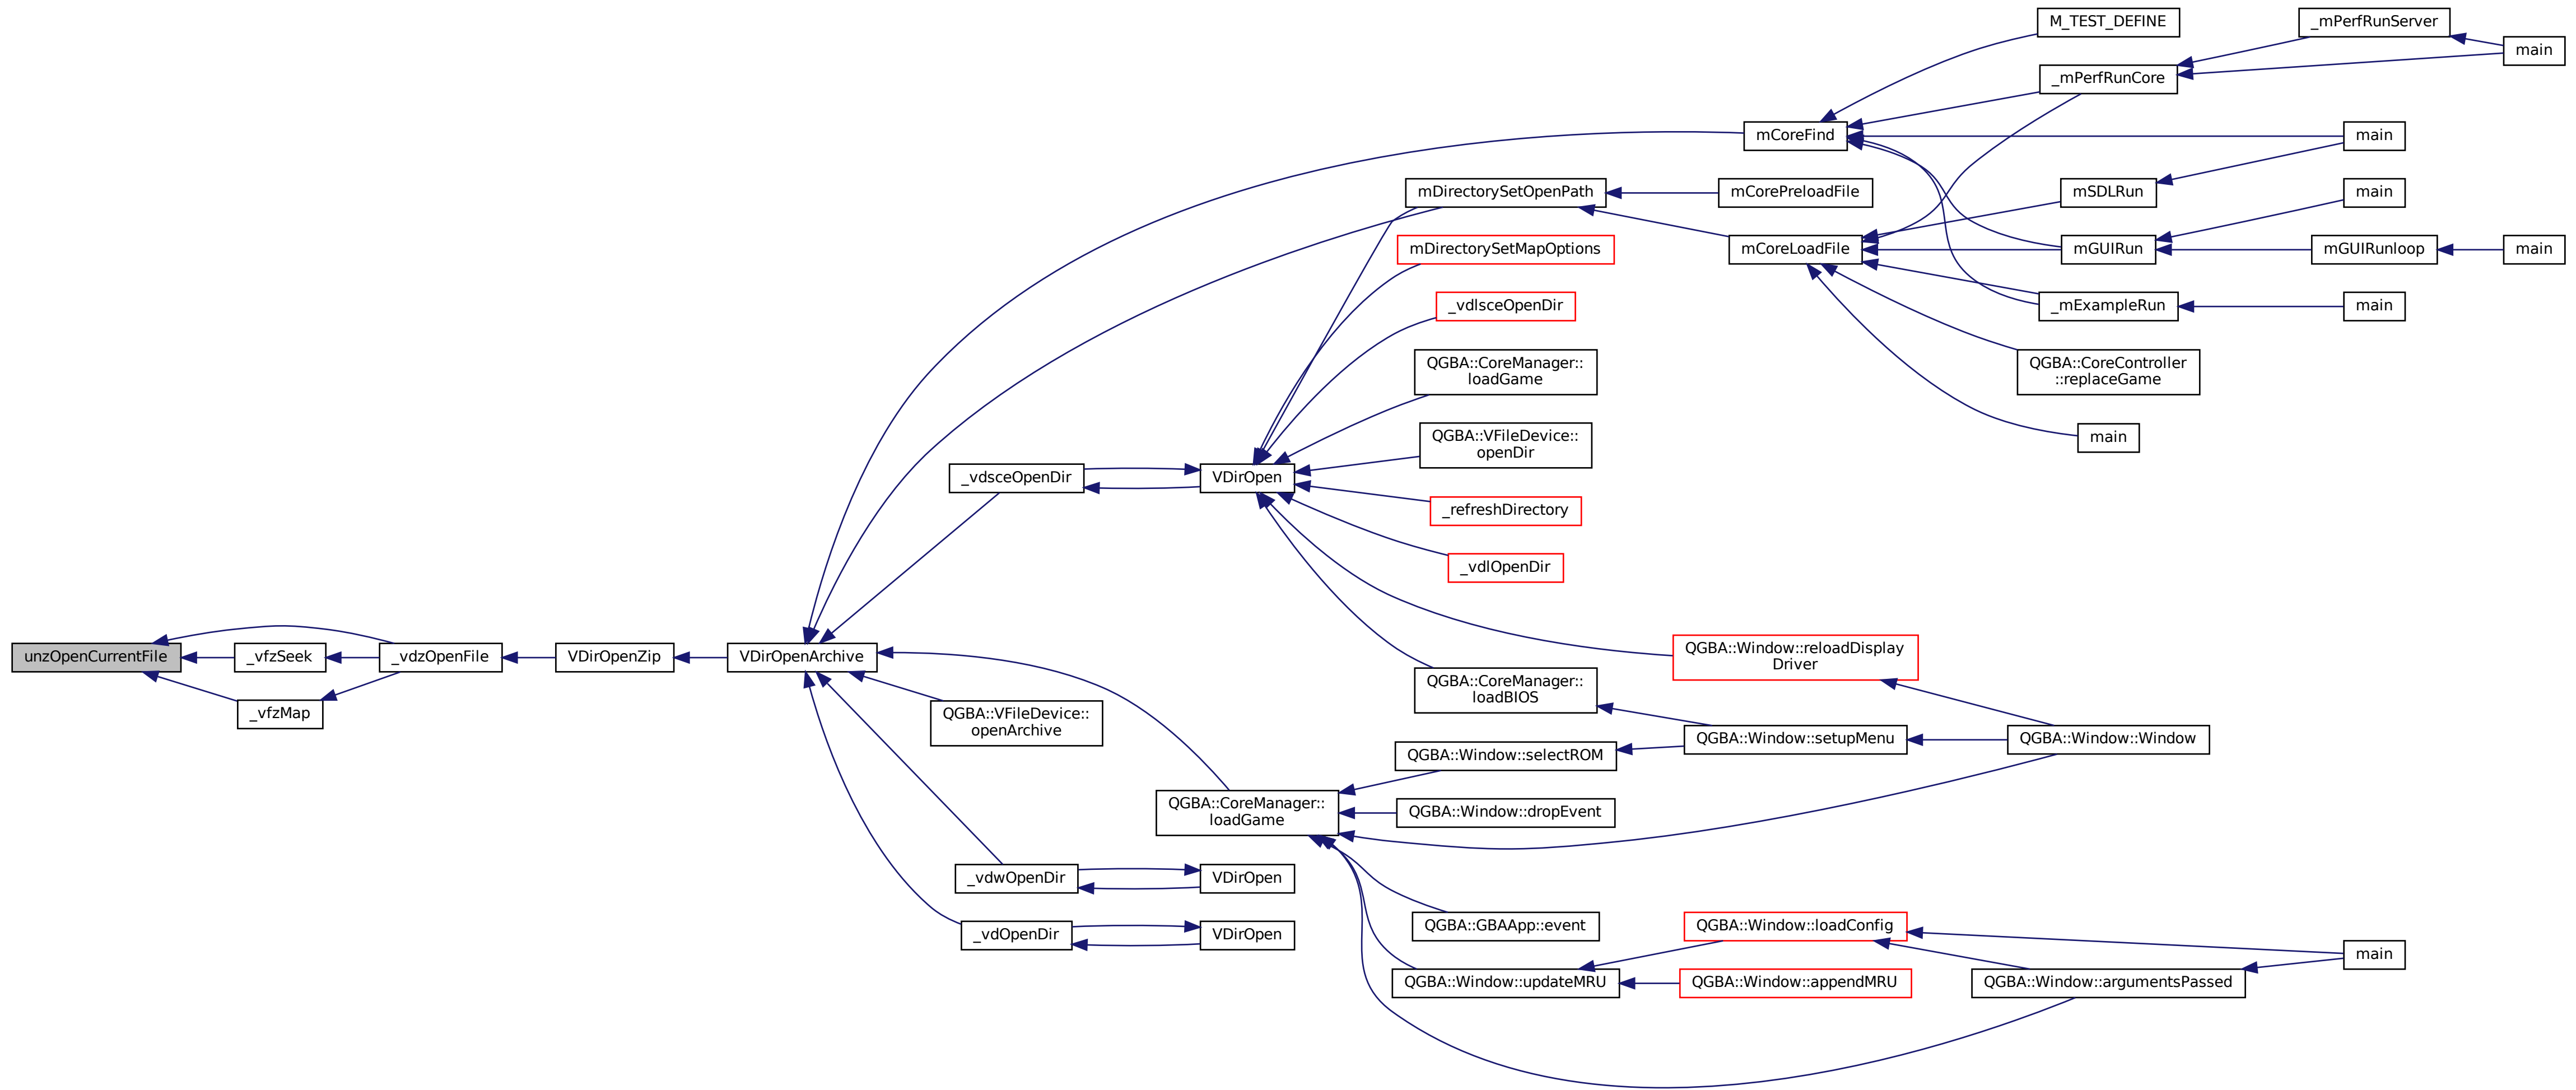 M_TEST_DEFINE
_mPerfRunServer
main
_mPerfRunCore
mCoreFind
main
mDirectorySetOpenPath
mCorePreloadFile
mSDLRun
main
mDirectorySetMapOptions
mCoreLoadFile
mGUIRun
mGUIRunloop
main
_vdlsceOpenDir
_mExampleRun
main
QGBA::CoreManager::
loadGame
QGBA::CoreController
::replaceGame
QGBA::VFileDevice::
openDir
main
_vdsceOpenDir
VDirOpen
_refreshDirectory
_vdlOpenDir
unzOpenCurrentFile
_vfzSeek
_vdzOpenFile
VDirOpenZip
VDirOpenArchive
QGBA::Window::reloadDisplay
Driver
QGBA::CoreManager::
loadBIOS
_vfzMap
QGBA::VFileDevice::
openArchive
QGBA::Window::setupMenu
QGBA::Window::Window
QGBA::Window::selectROM
QGBA::CoreManager::
loadGame
QGBA::Window::dropEvent
_vdwOpenDir
VDirOpen
_vdOpenDir
VDirOpen
QGBA::GBAApp::event
QGBA::Window::loadConfig
main
QGBA::Window::updateMRU
QGBA::Window::appendMRU
QGBA::Window::argumentsPassed